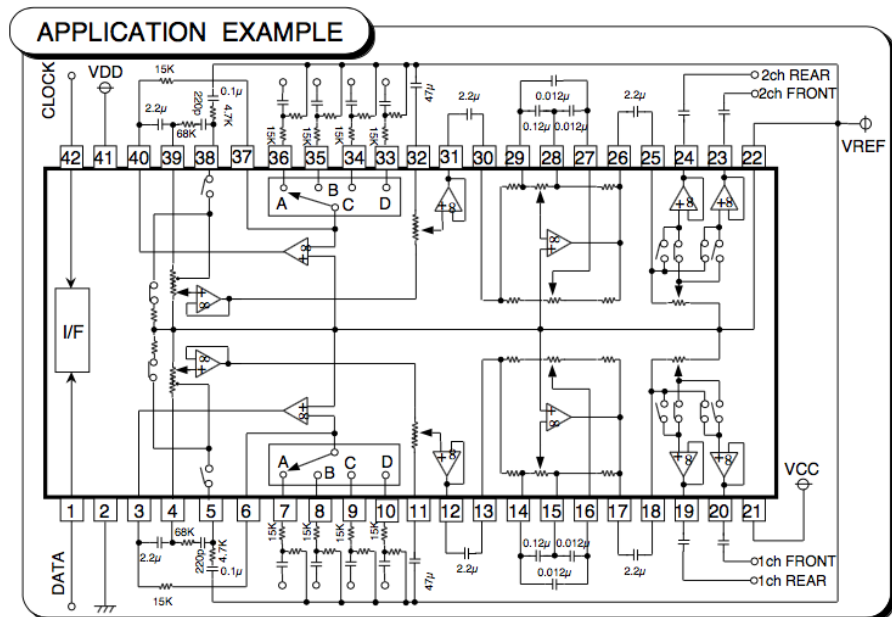 APPLICATION EXAMPLE
CLOCK
VDD
15K
2.2µ
68K
220p
0.1µ
4.7K
15K
15K
15K
15K
47µ
2.2µ
0.012µ
0.12µ
0.012µ
2.2µ
2ch REAR
2ch FRONT
VREF
42 41 40 39 38 37 36 35 34 33 32 31 30 29 28 27 26 25 24 23 22
A B C D
+ ∞
I/F
A B C D
1 2 3 4 5 6 7 8 9 10 11 12 13 14 15 16 17 18 19 20 21
VCC
DATA
2.2µ
68K
220p
4.7K
0.1µ
15K
15K
15K
15K
15K
47µ
2.2µ
0.12µ
0.012µ
0.012µ
2.2µ
1ch FRONT
1ch REAR